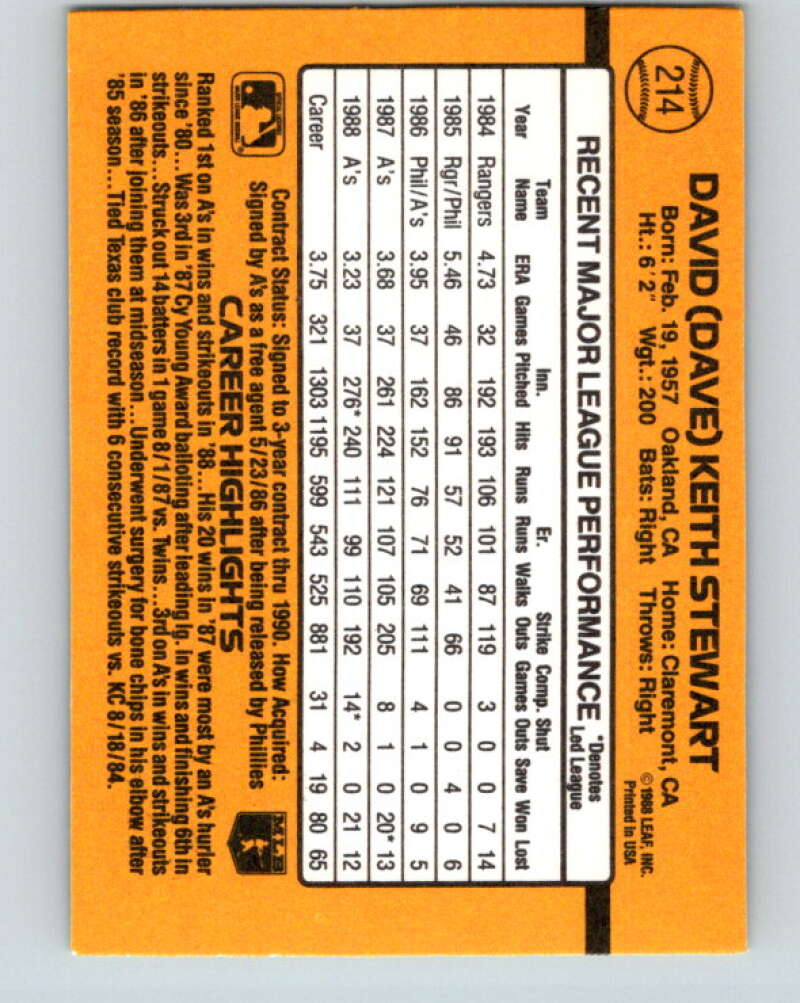 214
DAVID (DAVE) KEITH STEWART
Born: Feb. 19, 1957 Oakland, CA Home: Claremont, CA
Ht.: 6'2" Wgt.: 200 Bats: Right Throws: Right
©1988 LEAF, INC.
Printed in USA
RECENT MAJOR LEAGUE PERFORMANCE *Denotes
Led League
Team Inn. Er. Strike Comp. Shut
Year Name ERA Games Pitched Hits Runs Runs Walks Outs Games Outs Save Won Lost
1984 Rangers 4.73 32 192 193 106 101 87 119 3 0 0 7 14
1985 Rgr/Phil 5.46 46 86 91 57 52 41 66 0 0 4 0 6
1986 Phil/A's 3.95 37 162 152 76 71 69 111 4 1 0 9 5
1987 A's 3.68 37 261 224 121 107 105 205 8 1 0 20* 13
1988 A's 3.23 37 276* 240 111 99 110 192 14* 2 0 21 12
Career 3.75 321 1303 1195 599 543 525 881 31 4 19 80 65
Contract Status: Signed to 3-year contract thru 1990. How Acquired:
Signed by A's as a free agent 5/23/86 after being released by Phillies
MLB
CAREER HIGHLIGHTS
Ranked 1st on A's in wins and strikeouts in '88...His 20 wins in '87 were most by an A's hurler
since '80...Was 3rd in '87 Cy Young Award balloting after leading lg. in wins and finishing 6th in
strikeouts...Struck out 14 batters in 1 game 8/1/87 vs. Twins...3rd on A's in wins and strikeouts
in '86 after joining them at midseason...Underwent surgery for bone chips in his elbow after
'85 season...Tied Texas club record with 6 consecutive strikeouts vs. KC 8/18/84.